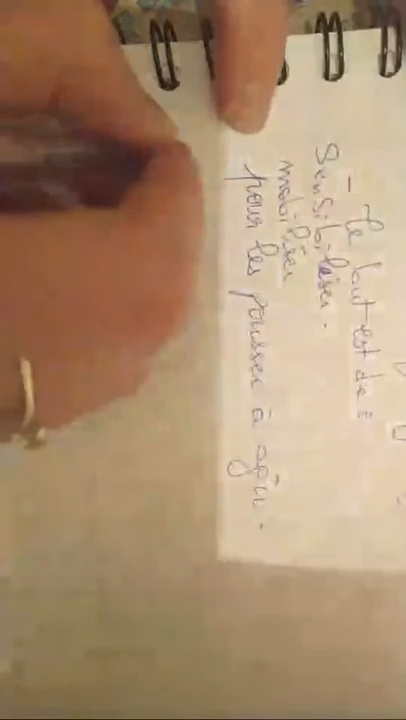 - Le but est de :
Sensibiliser.
mobiliser
pour les pousser à agir.